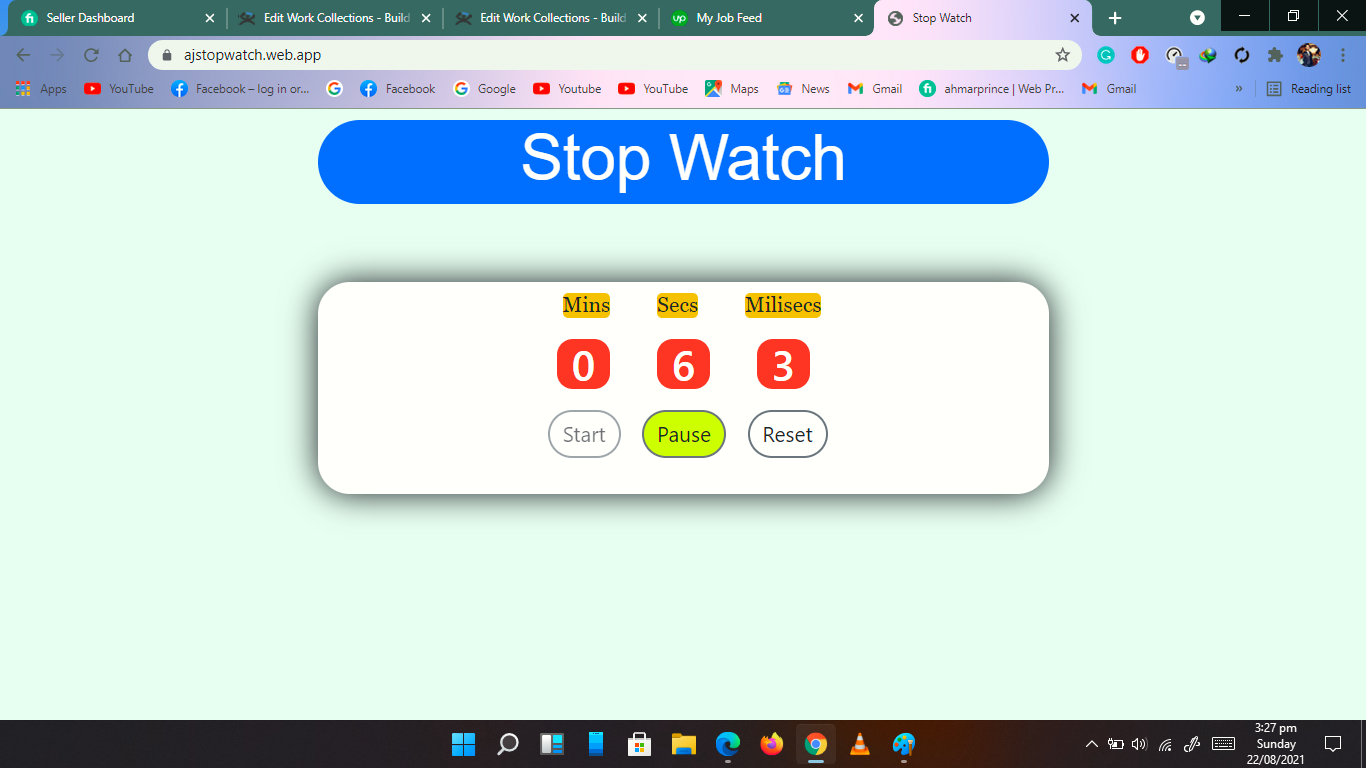 Seller Dashboard
Edit Work Collections - Build
Edit Work Collections - Build
My Job Feed
Stop Watch
ajstopwatch.web.app
Apps
YouTube
Facebook – log in or...
Facebook
Google
Youtube
YouTube
Maps
News
Gmail
ahmarprince | Web Pr...
Gmail
»
Reading list
Stop Watch
Mins Secs Milisecs
0 6 3
Start Pause Reset
3:27 pm
Sunday
22/08/2021